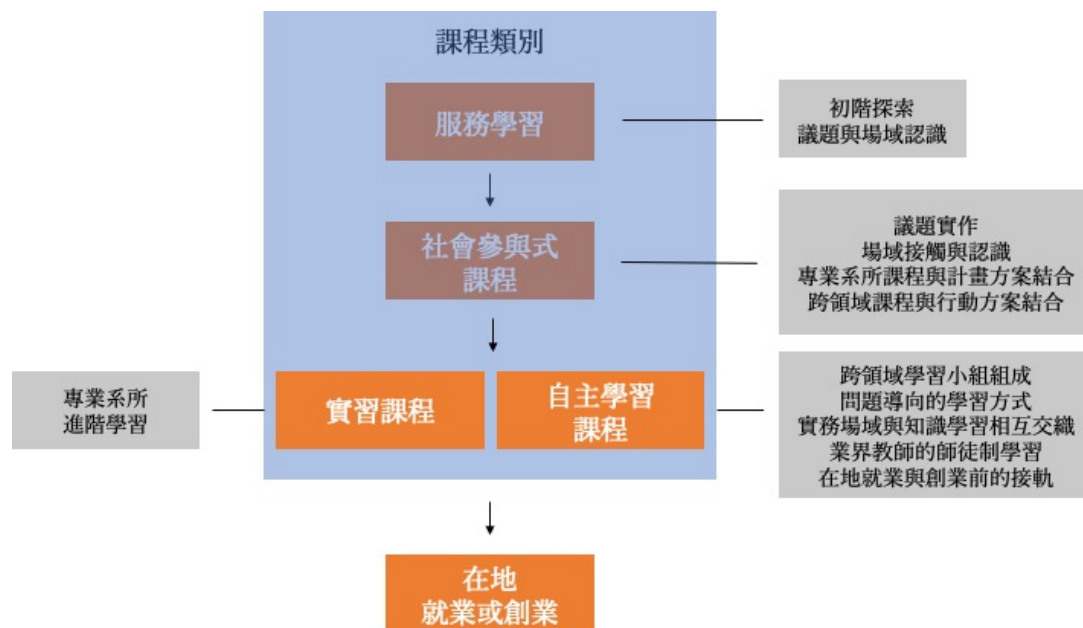 課程類別
服務學習
初階探索
議題與場域認識
社會參與式
課程
議題實作
場域接觸與認識
專業系所課程與計畫方案結合
跨領域課程與行動方案結合
專業系所
進階學習
實習課程
自主學習
課程
跨領域學習小組組成
問題導向的學習方式
實務場域與知識學習相互交織
業界教師的師徒制學習
在地就業與創業前的接軌
在地
就業或創業